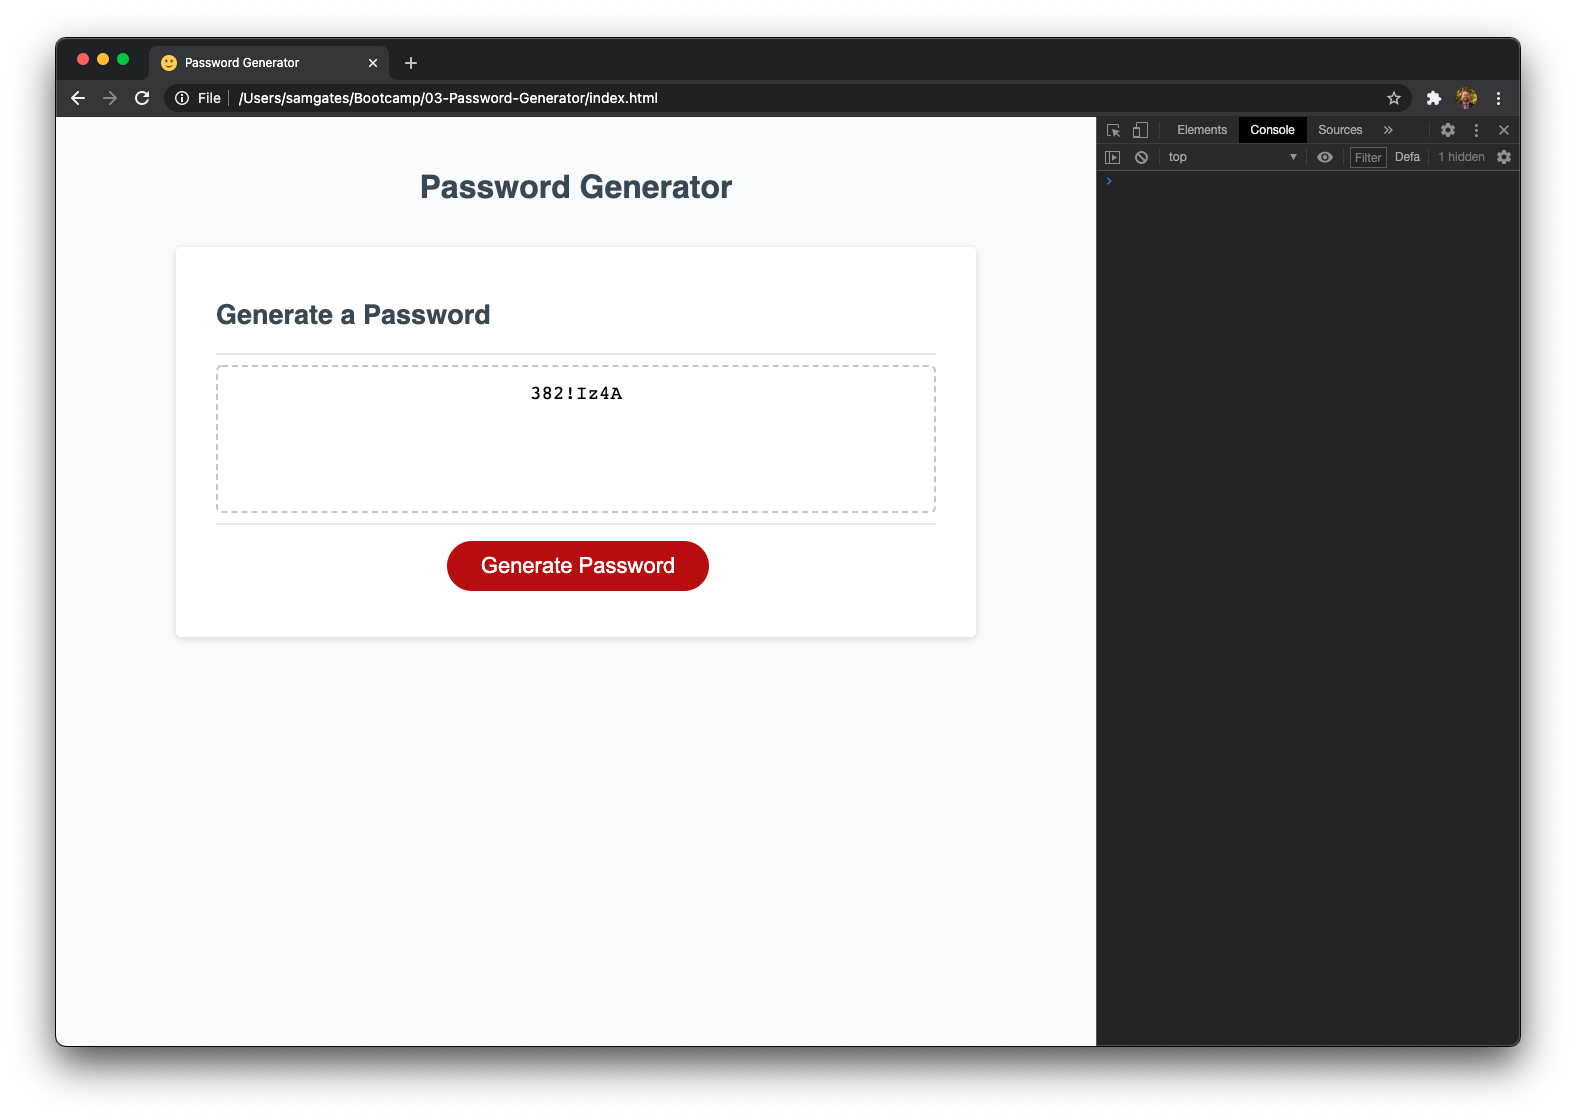 Password Generator
File /Users/samgates/Bootcamp/03-Password-Generator/index.html
Elements Console Sources
top Filter Defa 1 hidden
Password Generator
Generate a Password
382!Iz4A
Generate Password